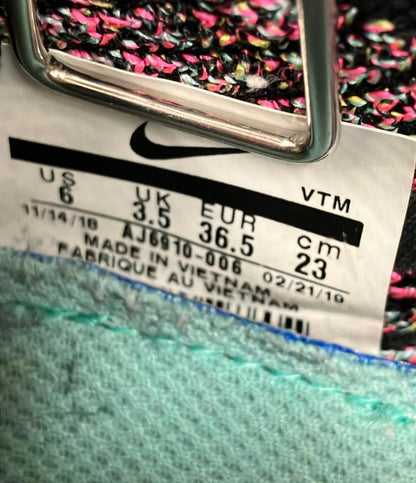 VTM
US UK EUR cm
6 3.5 36.5 23
11/14/18 AJ6910-006 02/21/19
MADE IN VIETNAM
FABRIQUE AU VIETNAM